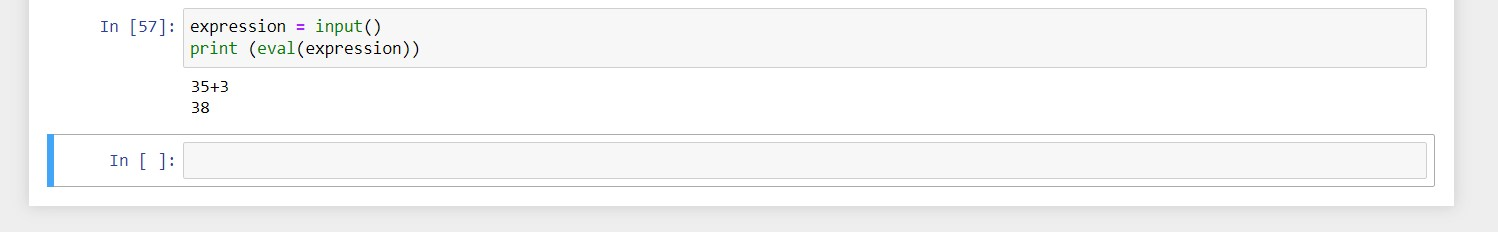 In [57]: expression = input()
print (eval(expression))
35+3
38
In [ ]: